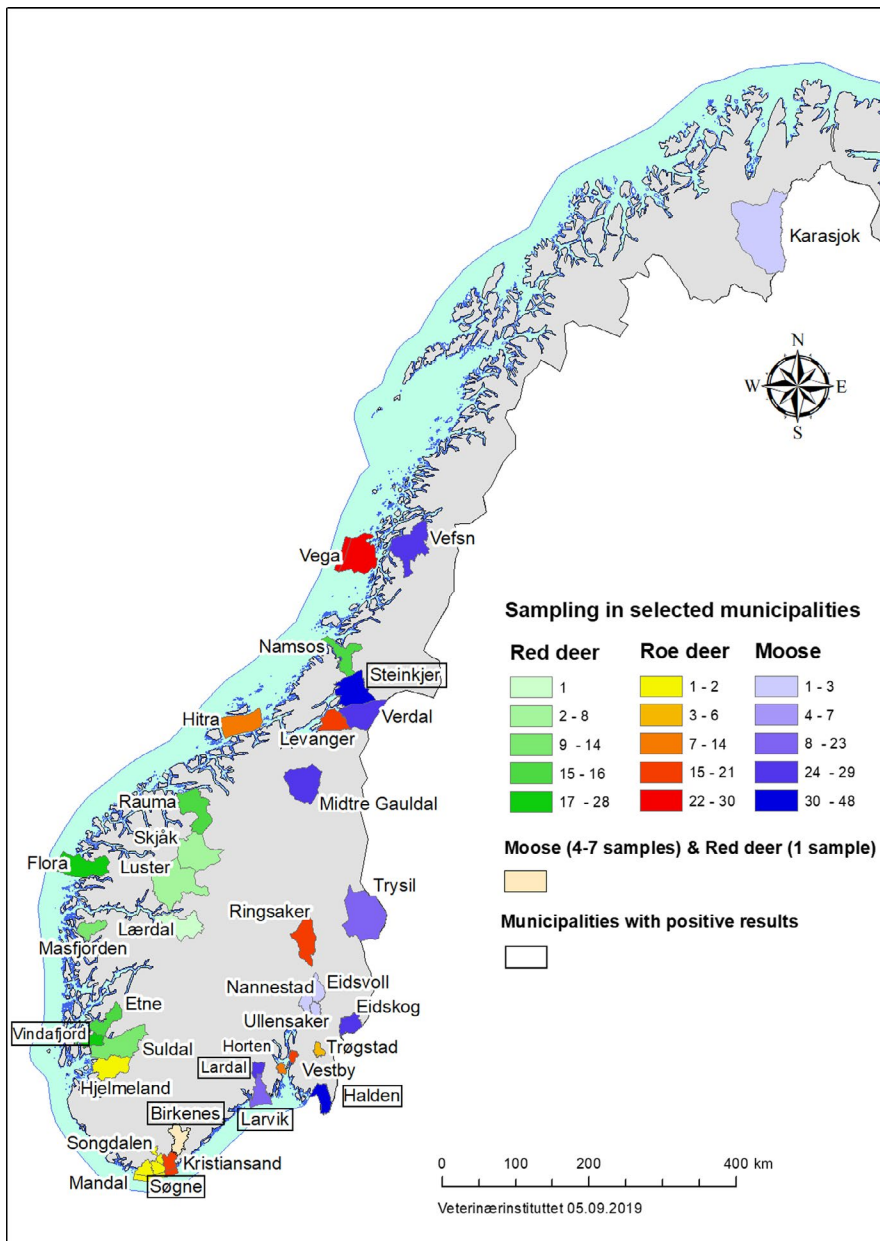 Karasjok
N
W E
S
Vega
Vefsn
Namsos
Steinkjer
Hitra
Verdal
Levanger
Midtre Gauldal
Rauma
Skjåk
Flora
Luster
Trysil
Ringsaker
Lærdal
Masfjorden
Nannestad
Eidsvoll
Etne
Eidskog
Ullensaker
Vindafjord
Suldal
Horten
Trøgstad
Lardal
Vestby
Hjelmeland
Halden
Birkenes
Larvik
Songdalen
Kristiansand
Mandal
Søgne
Sampling in selected municipalities
Red deer Roe deer Moose
1 1 - 2 1 - 3
2 - 8 3 - 6 4 - 7
9 - 14 7 - 14 8 - 23
15 - 16 15 - 21 24 - 29
17 - 28 22 - 30 30 - 48
Moose (4-7 samples) & Red deer (1 sample)
Municipalities with positive results
0 100 200 400 km
Veterinærinstituttet 05.09.2019